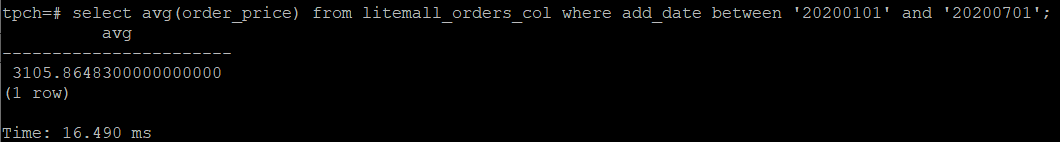 tpch=# select avg(order_price) from litemall_orders_col where add_date between '20200101' and '20200701';
avg
-----------------------
3105.8648300000000000
(1 row)
Time: 16.490 ms